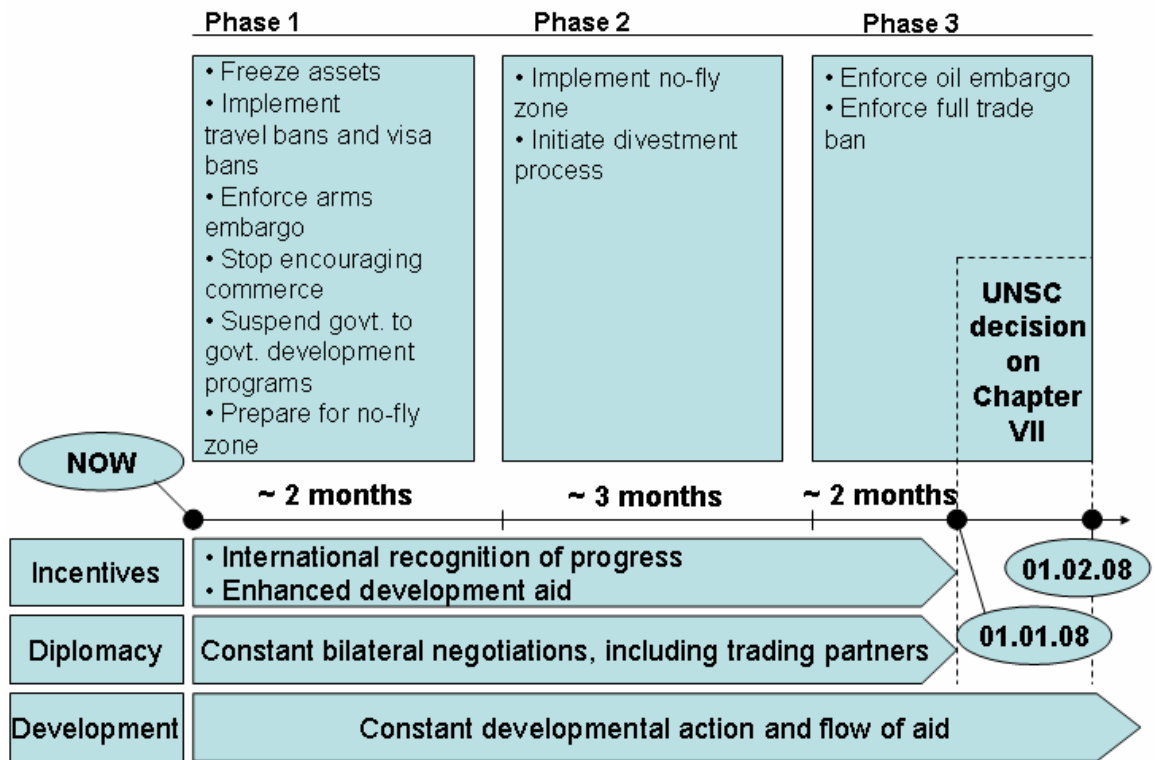 Phase 1
Phase 2
Phase 3
• Freeze assets
• Implement
travel bans and visa
bans
• Enforce arms
embargo
• Stop encouraging
commerce
• Suspend govt. to
govt. development
programs
• Prepare for no-fly
zone
• Implement no-fly
zone
• Initiate divestment
process
• Enforce oil embargo
• Enforce full trade
ban
UNSC
decision
on
Chapter
VII
NOW
~ 2 months
~ 3 months
~ 2 months
Incentives
• International recognition of progress
• Enhanced development aid
01.02.08
01.01.08
Diplomacy
Constant bilateral negotiations, including trading partners
Development
Constant developmental action and flow of aid